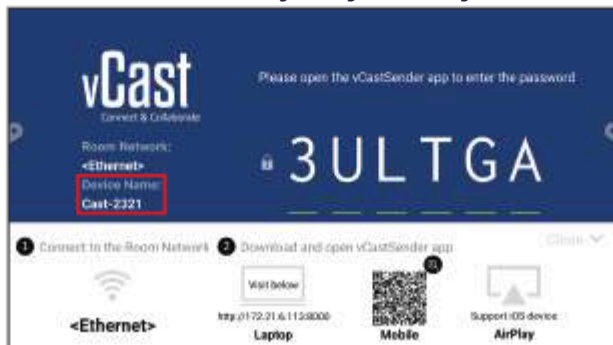 vCast
Connect & Collaborate
Please open the vCastSender app to enter the password
Room Network:
<Ethernet>
Device Name:
Cast-2321
3ULTGA
1 Connect to the Room Network
2 Download and open vCastSender app
Close
Visit below
http://172.21.6.113:8000
Support iOS device
<Ethernet>
Laptop
Mobile
AirPlay